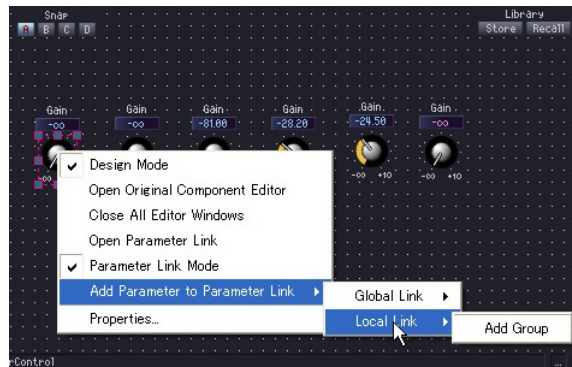 Snap
A B C D
Library
Store Recall
Gain Gain Gain Gain Gain Gain
-∞ -∞ -81.00 -28.20 -24.50 -∞
-∞
-∞ +10
-∞ +10
Design Mode
Open Original Component Editor
Close All Editor Windows
Open Parameter Link
Parameter Link Mode
Add Parameter to Parameter Link
Properties...
Global Link
Local Link
Add Group
rControl
...